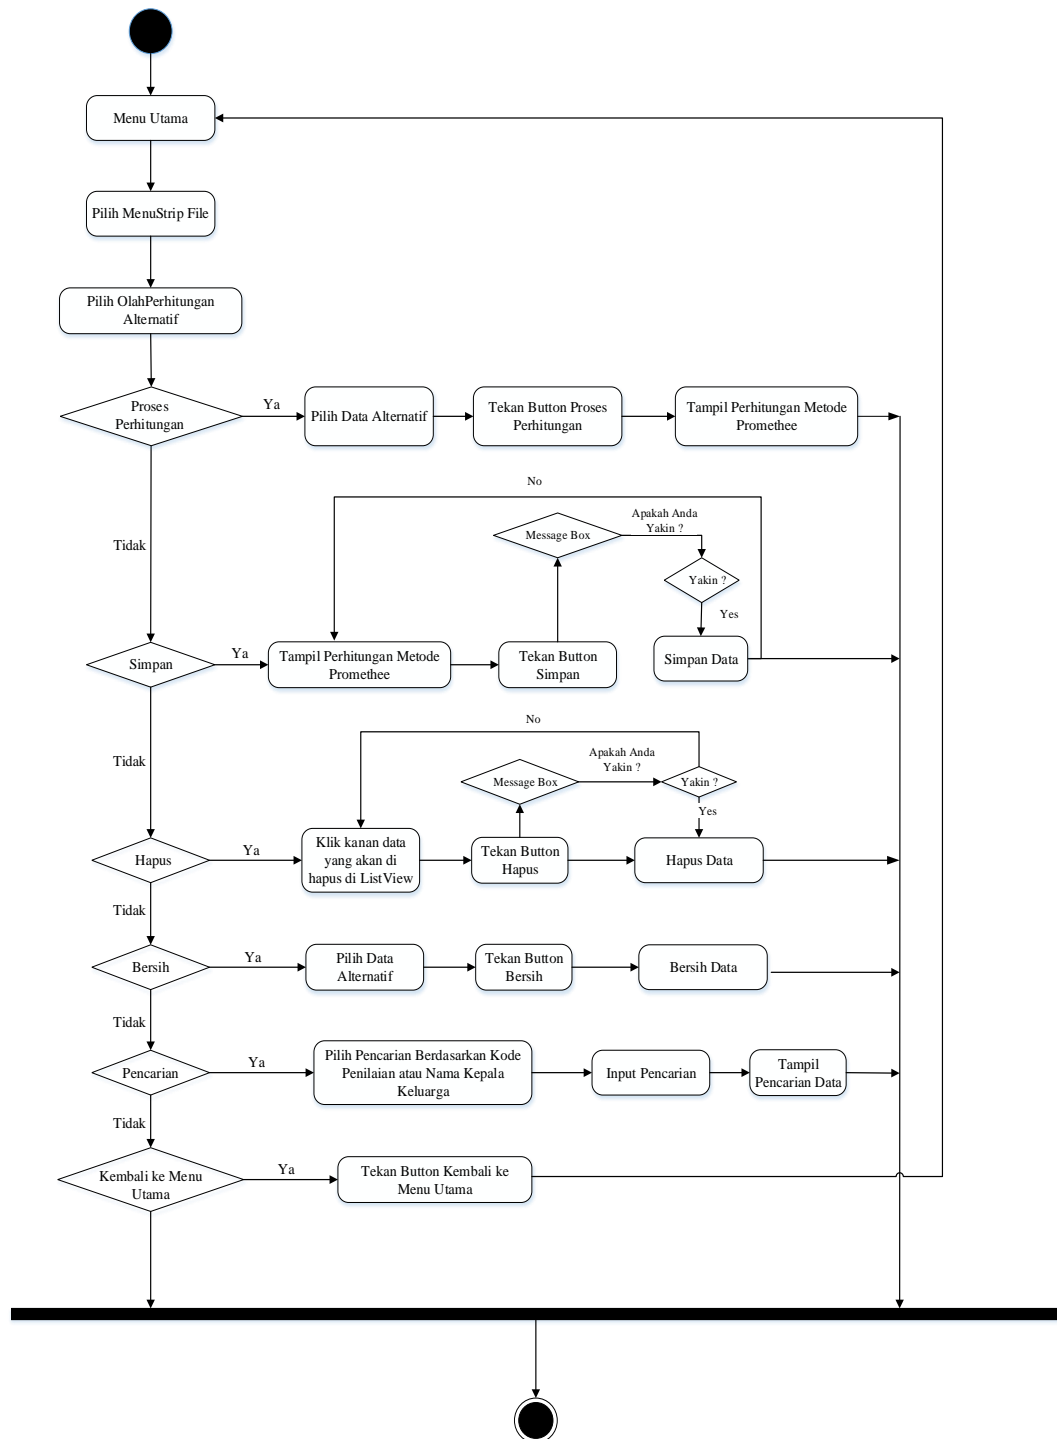 Menu Utama
Pilih MenuStrip File
Pilih OlahPerhitungan
Alternatif
Proses
Perhitungan
Ya
Pilih Data Alternatif
Tekan Button Proses
Perhitungan
Tampil Perhitungan Metode
Promethee
No
Tidak
Message Box
Apakah Anda
Yakin ?
Yakin ?
Yes
Simpan
Ya
Tampil Perhitungan Metode
Promethee
Tekan Button
Simpan
Simpan Data
No
Tidak
Message Box
Apakah Anda
Yakin ?
Yakin ?
Yes
Hapus
Ya
Klik kanan data
yang akan di
hapus di ListView
Tekan Button
Hapus
Hapus Data
Tidak
Bersih
Ya
Pilih Data
Alternatif
Tekan Button
Bersih
Bersih Data
Tidak
Pencarian
Ya
Pilih Pencarian Berdasarkan Kode
Penilaian atau Nama Kepala
Keluarga
Input Pencarian
Tampil
Pencarian Data
Tidak
Kembali ke Menu
Utama
Ya
Tekan Button Kembali ke
Menu Utama